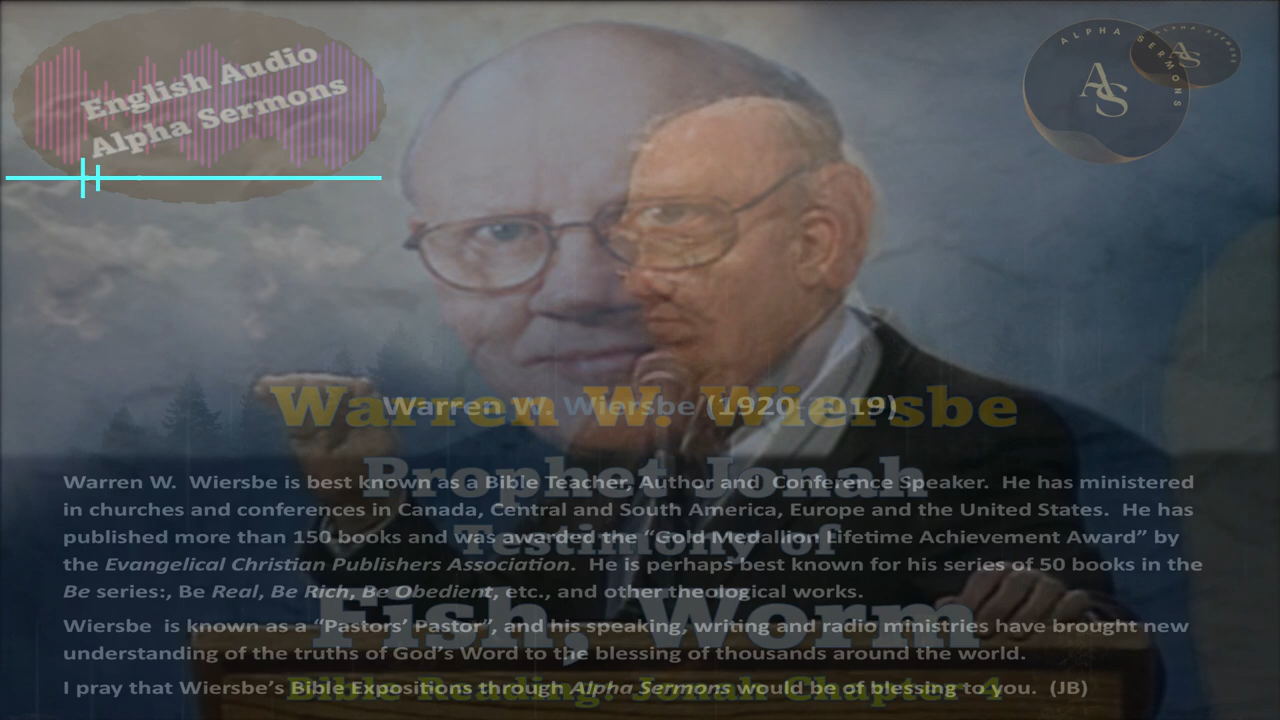 English Audio
Alpha Sermons
ALPHA SERMONS
AS
ALPHA SERMONS
AS
Warren W. Wiersbe
Warren W. Wiersbe (1920-2019)
Prophet Jonah
Testimony of
Fish, Worm
Bible Reading: Jonah Chapter 4
Warren W. Wiersbe is best known as a Bible Teacher, Author and Conference Speaker. He has ministered
in churches and conferences in Canada, Central and South America, Europe and the United States. He has
published more than 150 books and was awarded the “Gold Medallion Lifetime Achievement Award” by
the Evangelical Christian Publishers Association. He is perhaps best known for his series of 50 books in the
Be series:, Be Real, Be Rich, Be Obedient, etc., and other theological works.
Wiersbe is known as a “Pastors’ Pastor”, and his speaking, writing and radio ministries have brought new
understanding of the truths of God’s Word to the blessing of thousands around the world.
I pray that Wiersbe’s Bible Expositions through Alpha Sermons would be of blessing to you. (JB)